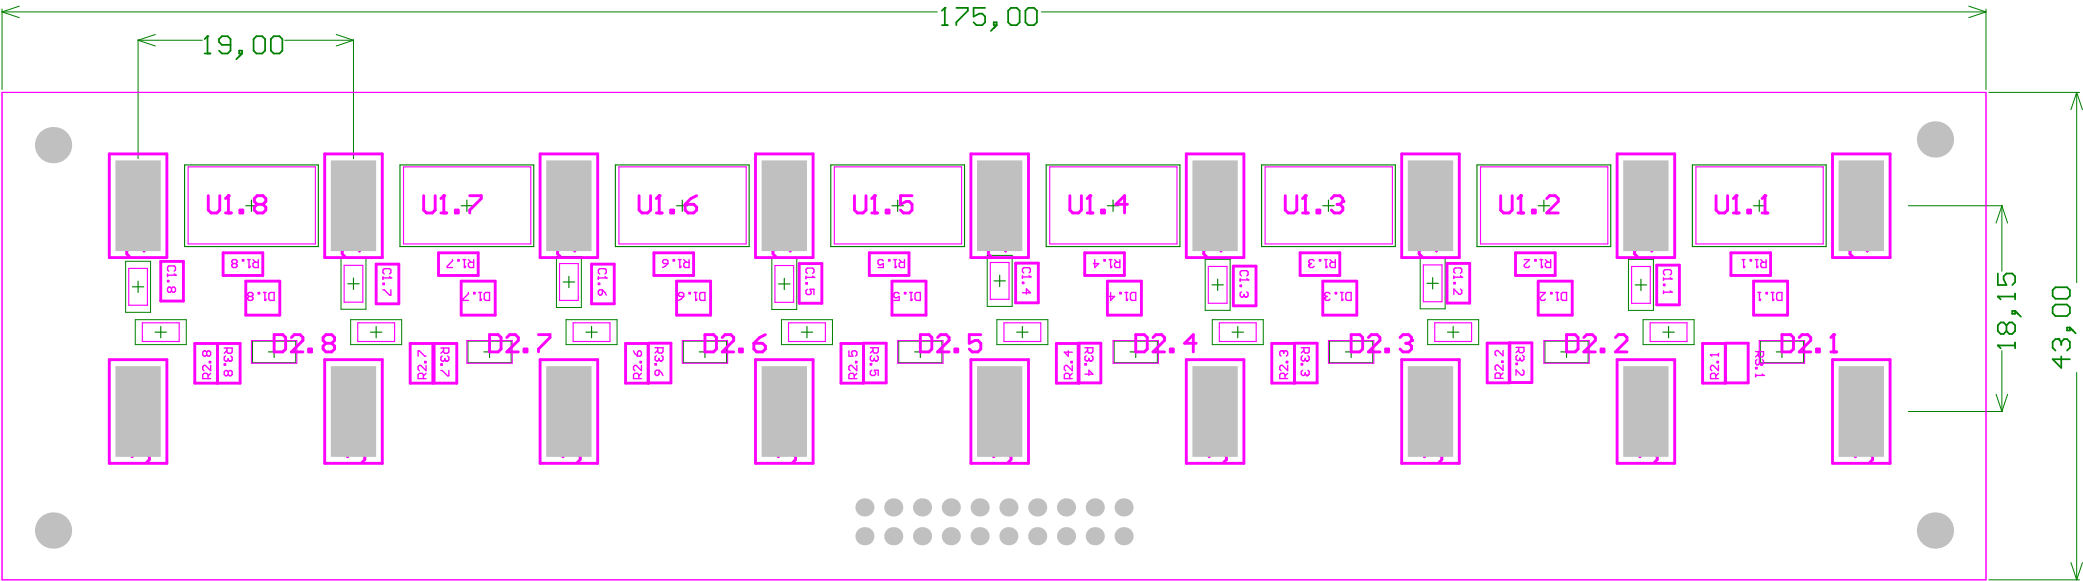 175,00
19,00
U1.8 U1.7 U1.6 U1.5 U1.4 U1.3 U1.2 U1.1
R1.8 R1.7 R1.6 R1.5 R1.4 R1.3 R1.2 R1.1
C1.8 C1.7 C1.6 C1.5 C1.4 C1.3 C1.2 C1.1
D1.8 D1.7 D1.6 D1.5 D1.4 D1.3 D1.2 D1.1
D2.8 D2.7 D2.6 D2.5 D2.4 D2.3 D2.2 D2.1
R2.8 R3.8 R2.7 R3.7 R2.6 R3.6 R2.5 R3.5 R2.4 R3.4 R2.3 R3.3 R2.2 R3.2 R2.1 R3.1
18,15
43,00